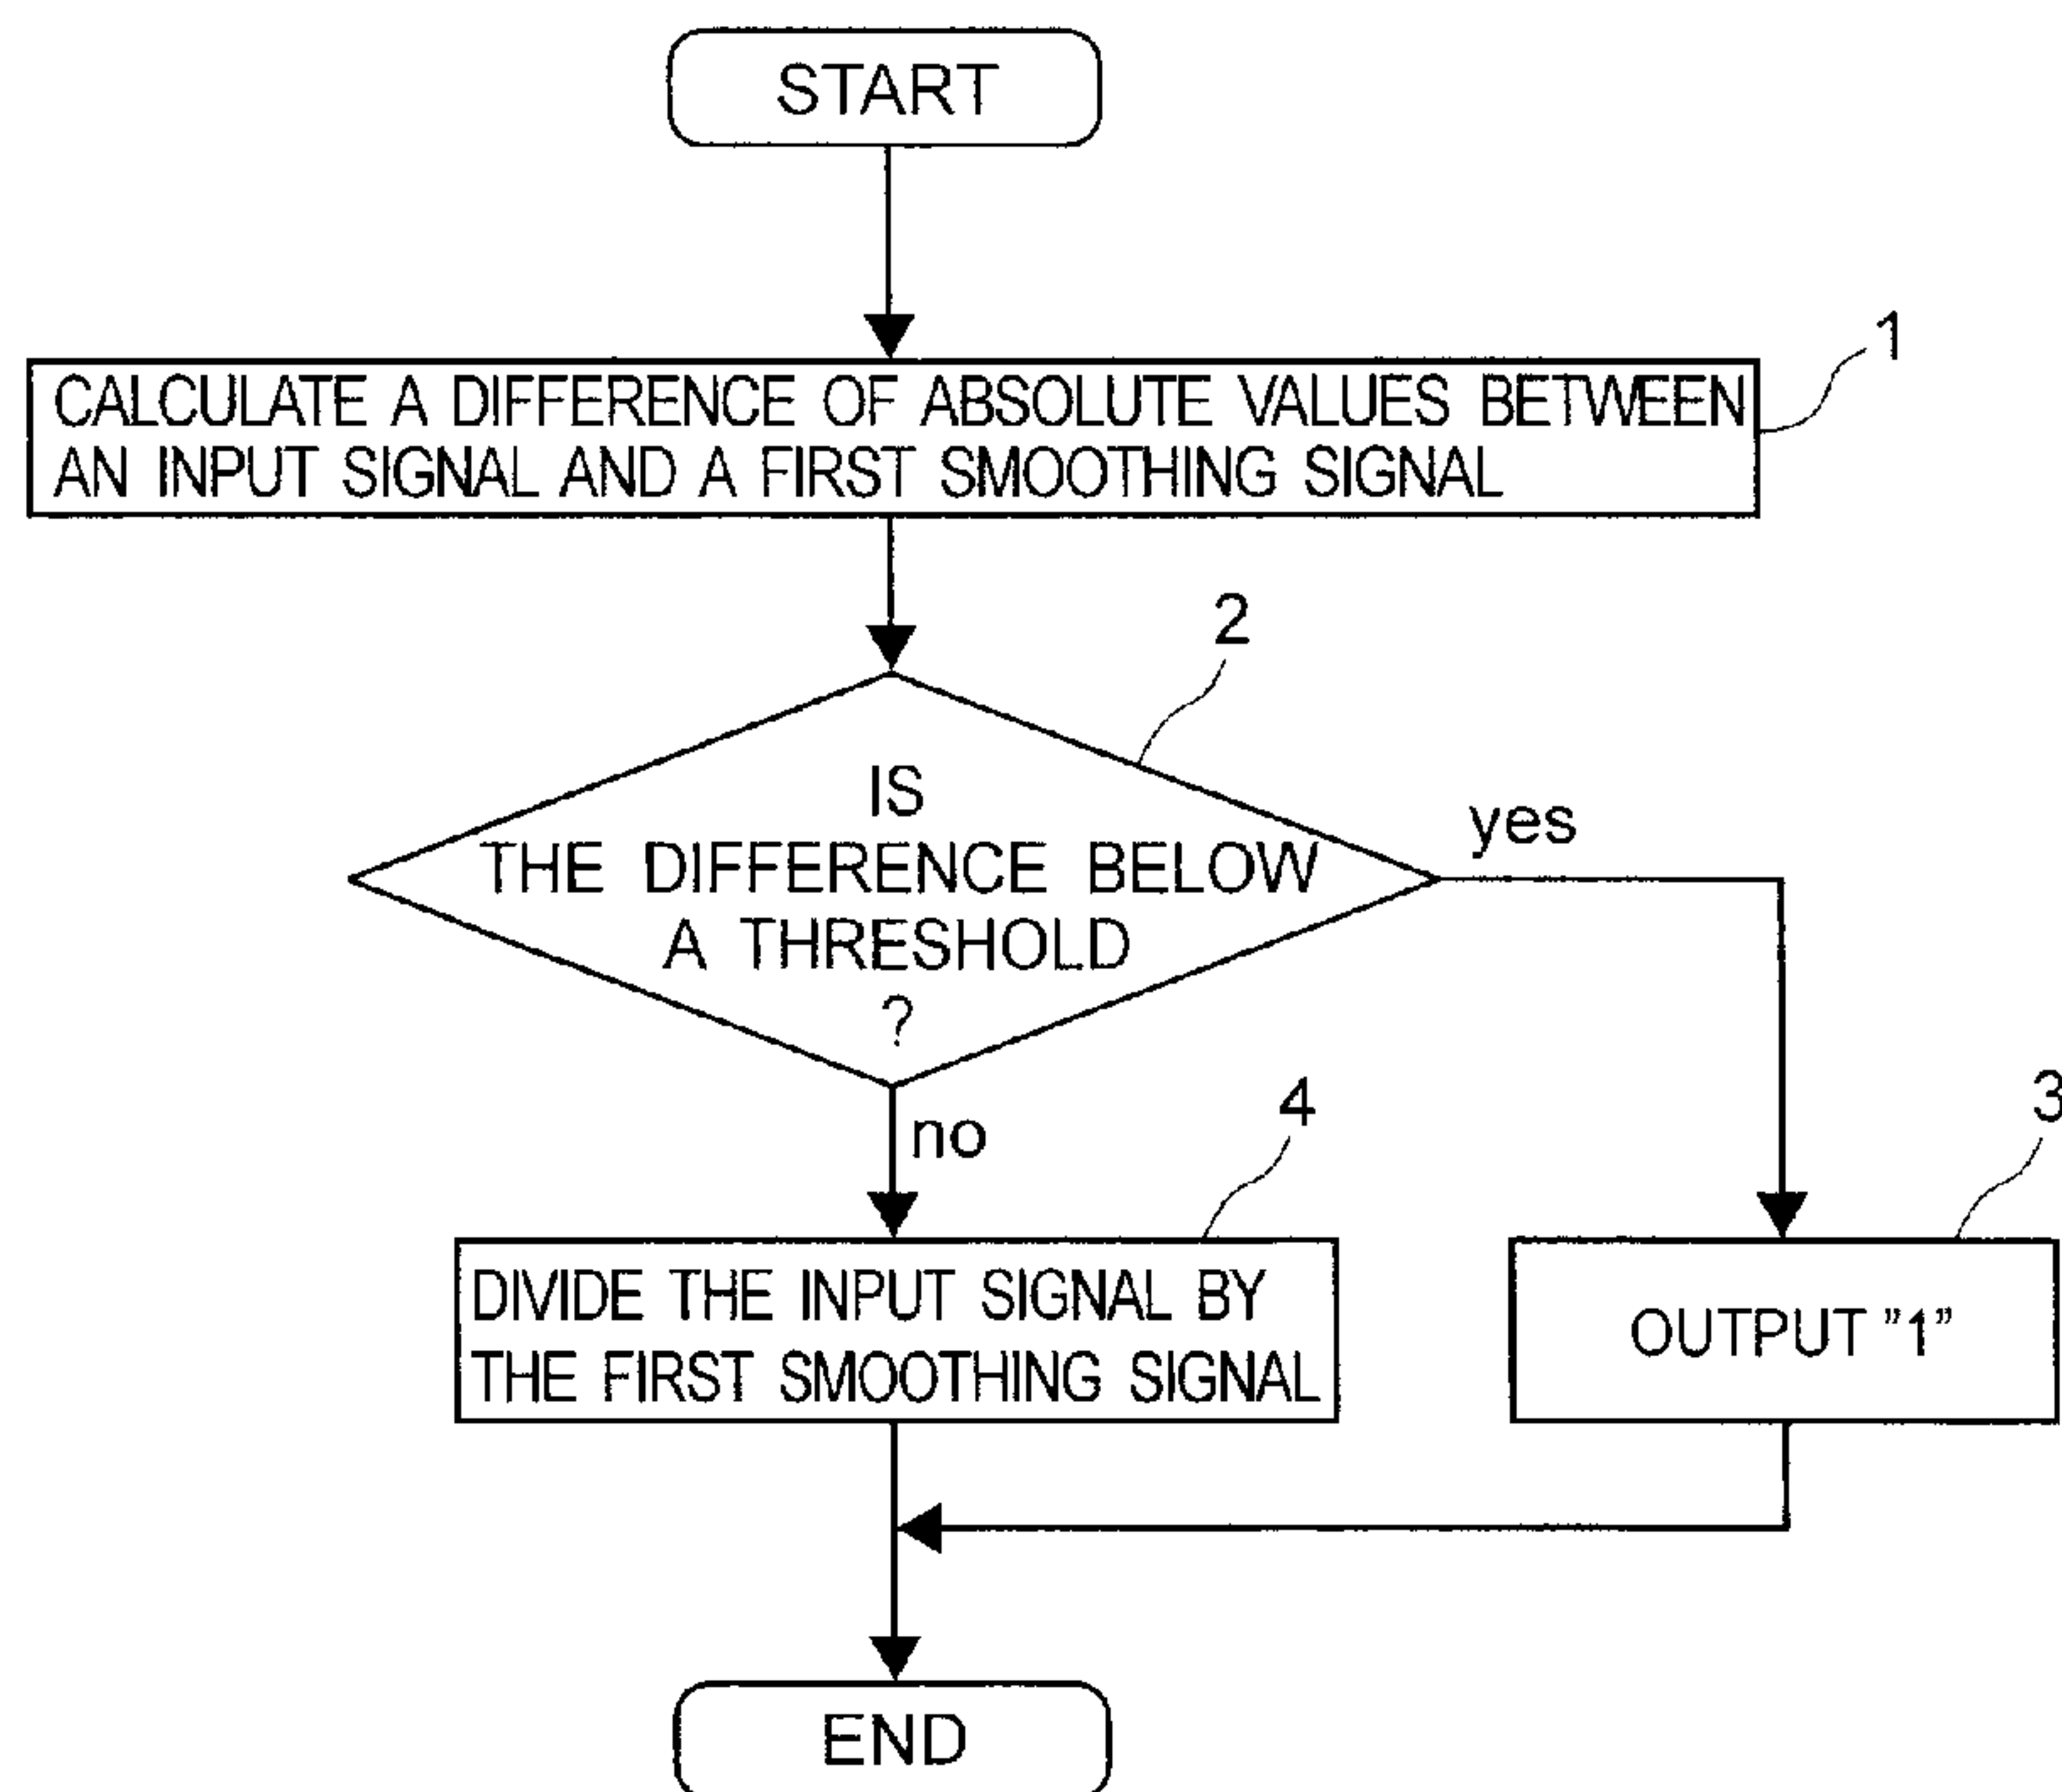 START
1
CALCULATE A DIFFERENCE OF ABSOLUTE VALUES BETWEEN
AN INPUT SIGNAL AND A FIRST SMOOTHING SIGNAL
2
IS
THE DIFFERENCE BELOW
A THRESHOLD
?
yes
no
4
3
DIVIDE THE INPUT SIGNAL BY
THE FIRST SMOOTHING SIGNAL
OUTPUT ”1”
END